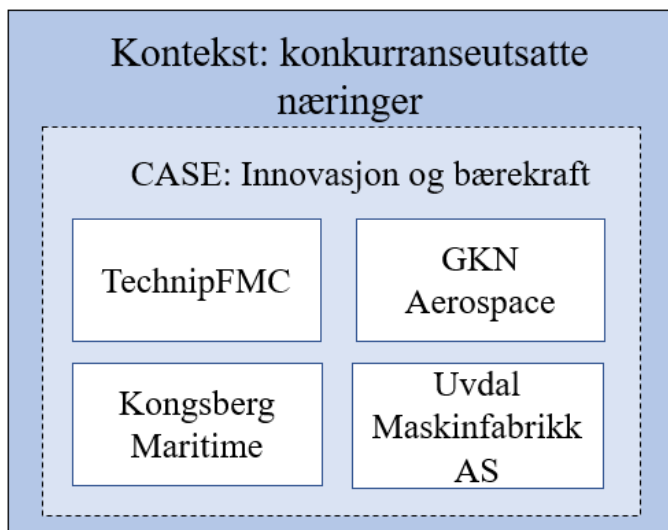 Kontekst: konkurranseutsatte
næringer
CASE: Innovasjon og bærekraft
TechnipFMC
GKN
Aerospace
Kongsberg
Maritime
Uvdal
Maskinfabrikk
AS